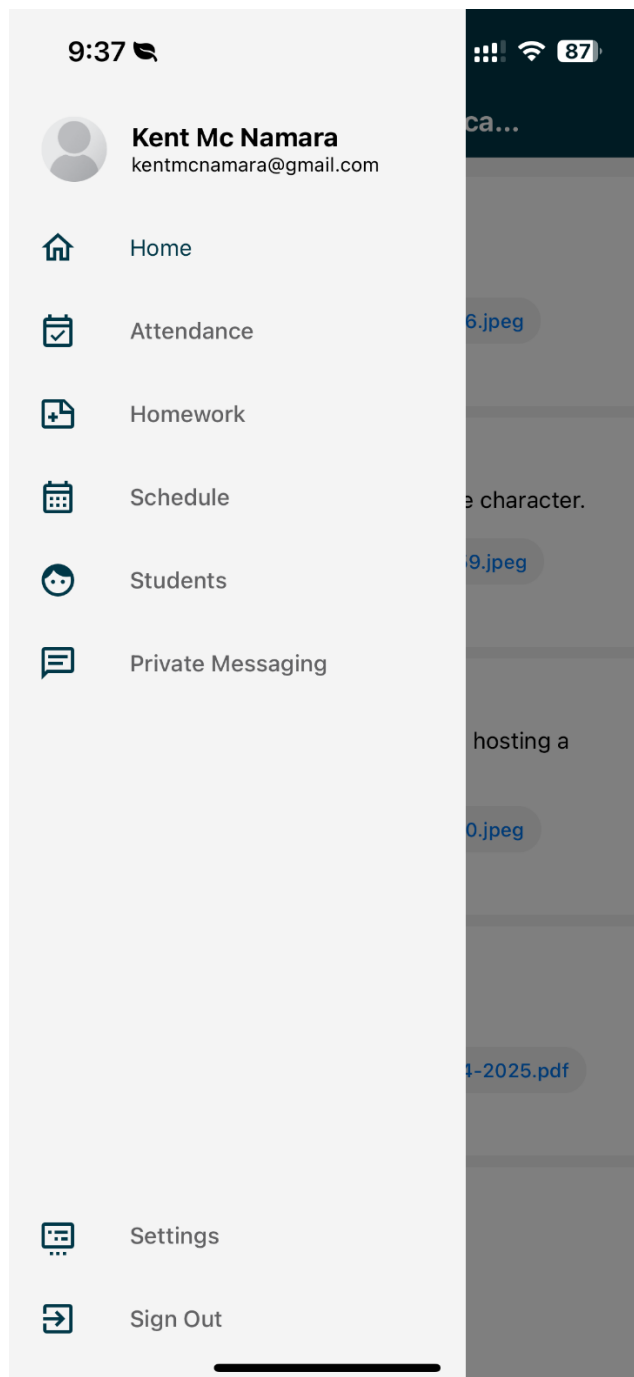 9:37
87
ca...
Kent Mc Namara
kentmcnamara@gmail.com
Home
Attendance
6.jpeg
Homework
Schedule
character.
9.jpeg
Students
Private Messaging
hosting a
0.jpeg
4-2025.pdf
Settings
Sign Out